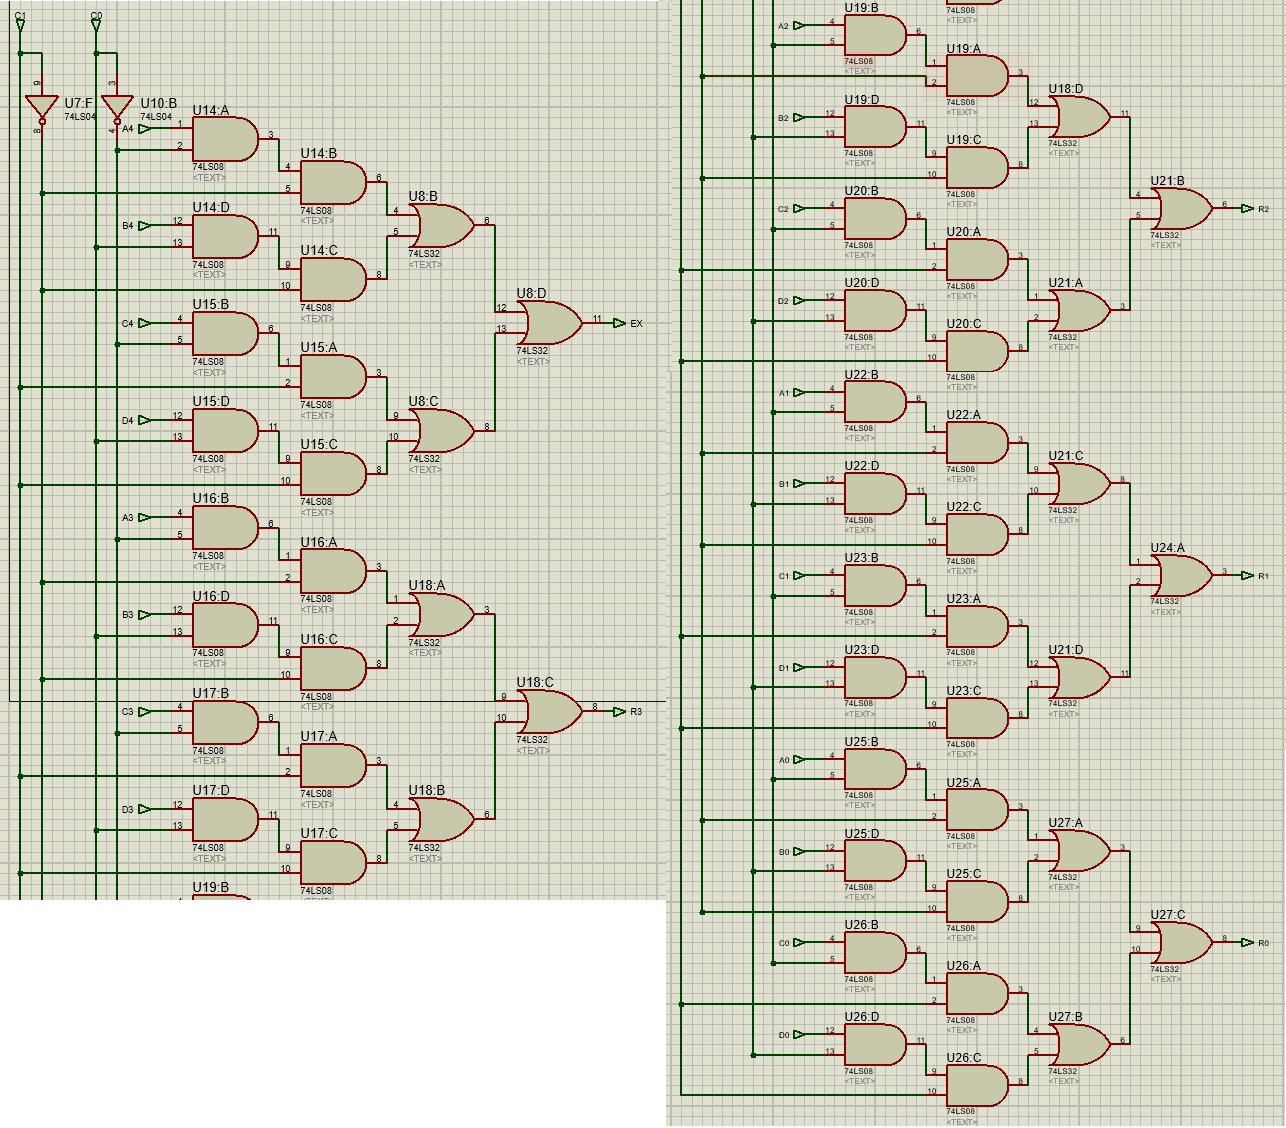 C1
C0
9
3
U7:F
74LS04
8
U10:B
74LS04
4
A4
1
2
U14:A
3
74LS08
<TEXT>
U14:B
4
5
6
74LS08
<TEXT>
B4
12
13
U14:D
11
74LS08
<TEXT>
U14:C
9
10
8
74LS08
<TEXT>
U8:B
4
5
6
74LS32
<TEXT>
C4
4
5
U15:B
6
74LS08
<TEXT>
U15:A
1
2
3
74LS08
<TEXT>
U8:D
12
13
11
EX
74LS32
<TEXT>
D4
12
13
U15:D
11
74LS08
<TEXT>
U15:C
9
10
8
74LS08
<TEXT>
U8:C
9
10
8
74LS32
<TEXT>
A3
4
5
U16:B
6
74LS08
<TEXT>
U16:A
1
2
3
74LS08
<TEXT>
B3
12
13
U16:D
11
74LS08
<TEXT>
U16:C
9
10
8
74LS08
<TEXT>
U18:A
1
2
3
74LS32
<TEXT>
C3
4
5
U17:B
6
74LS08
<TEXT>
U17:A
1
2
3
74LS08
<TEXT>
U18:C
9
10
8
R3
74LS32
<TEXT>
D3
12
13
U17:D
11
74LS08
<TEXT>
U17:C
9
10
8
74LS08
<TEXT>
U18:B
4
5
6
74LS32
<TEXT>
U19:B
74LS08
<TEXT>
A2
4
5
U19:B
6
74LS08
<TEXT>
U19:A
1
2
3
74LS08
<TEXT>
B2
12
13
U19:D
11
74LS08
<TEXT>
U19:C
9
10
8
74LS08
<TEXT>
U18:D
12
13
11
74LS32
<TEXT>
C2
4
5
U20:B
6
74LS08
<TEXT>
U20:A
1
2
3
74LS08
<TEXT>
U21:B
4
5
6
R2
74LS32
<TEXT>
D2
12
13
U20:D
11
74LS08
<TEXT>
U20:C
9
10
8
74LS08
<TEXT>
U21:A
1
2
3
74LS32
<TEXT>
A1
4
5
U22:B
6
74LS08
<TEXT>
U22:A
1
2
3
74LS08
<TEXT>
B1
12
13
U22:D
11
74LS08
<TEXT>
U22:C
9
10
8
74LS08
<TEXT>
U21:C
9
10
8
74LS32
<TEXT>
C1
4
5
U23:B
6
74LS08
<TEXT>
U23:A
1
2
3
74LS08
<TEXT>
U24:A
1
2
3
R1
74LS32
<TEXT>
D1
12
13
U23:D
11
74LS08
<TEXT>
U23:C
9
10
8
74LS08
<TEXT>
U21:D
12
13
11
74LS32
<TEXT>
A0
4
5
U25:B
6
74LS08
<TEXT>
U25:A
1
2
3
74LS08
<TEXT>
B0
12
13
U25:D
11
74LS08
<TEXT>
U25:C
9
10
8
74LS08
<TEXT>
U27:A
1
2
3
74LS32
<TEXT>
C0
4
5
U26:B
6
74LS08
<TEXT>
U26:A
1
2
3
74LS08
<TEXT>
U27:C
9
10
8
R0
74LS32
<TEXT>
D0
12
13
U26:D
11
74LS08
<TEXT>
U26:C
9
10
8
74LS08
<TEXT>
U27:B
4
5
6
74LS32
<TEXT>